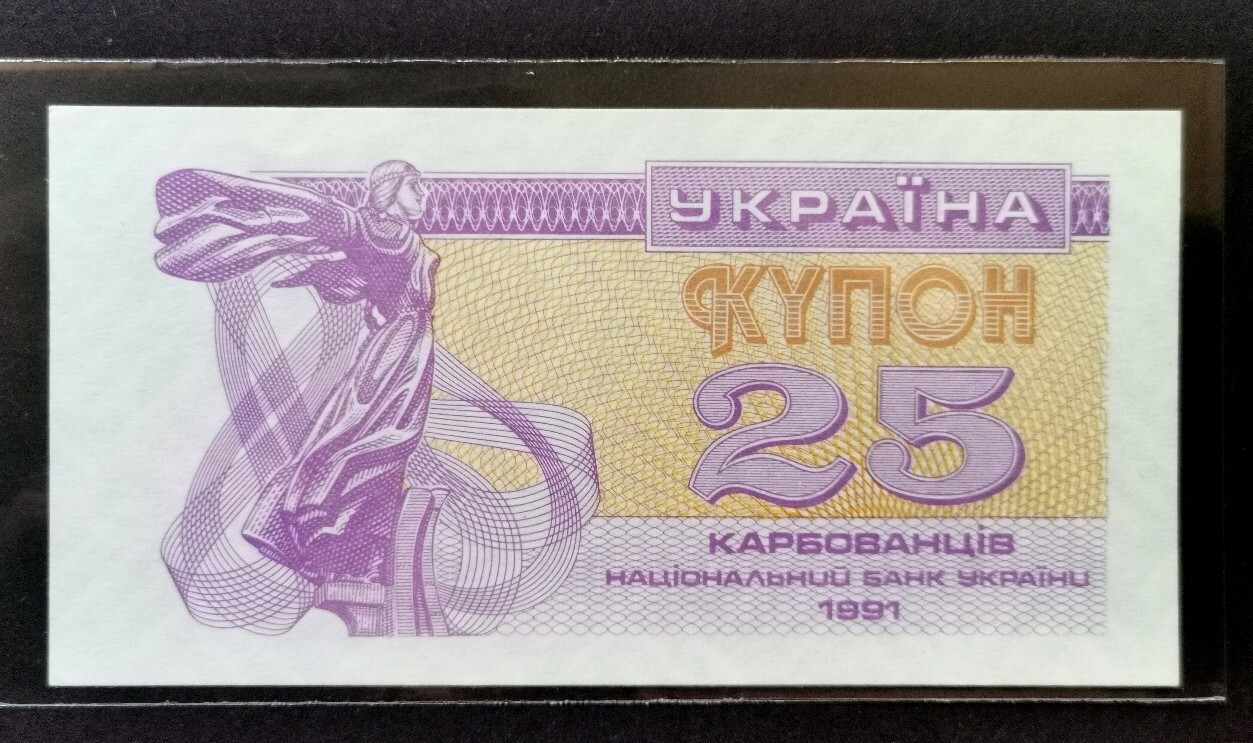 УКРАЇНА
КУПОН
25
КАРБОВАНЦІВ
НАЦІОНАЛЬНИЙ БАНК УКРАЇНИ
1991